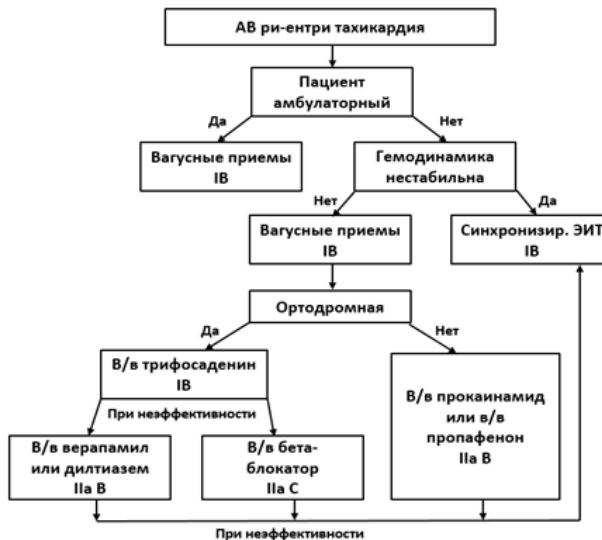 АВ ри-ентри тахикардия
Пациент
амбулаторный
Да
Нет
Вагусные приемы
IB
Гемодинамика
нестабильна
Нет
Да
Вагусные приемы
IB
Синхронизир. ЭИТ
IB
Ортодромная
Да
Нет
В/в трифосаденин
IB
В/в прокаинамид
или в/в
пропафенон
IIa B
При неэффективности
В/в верапамил
или дилтиазем
IIa B
В/в бета-
блокатор
IIa C
При неэффективности